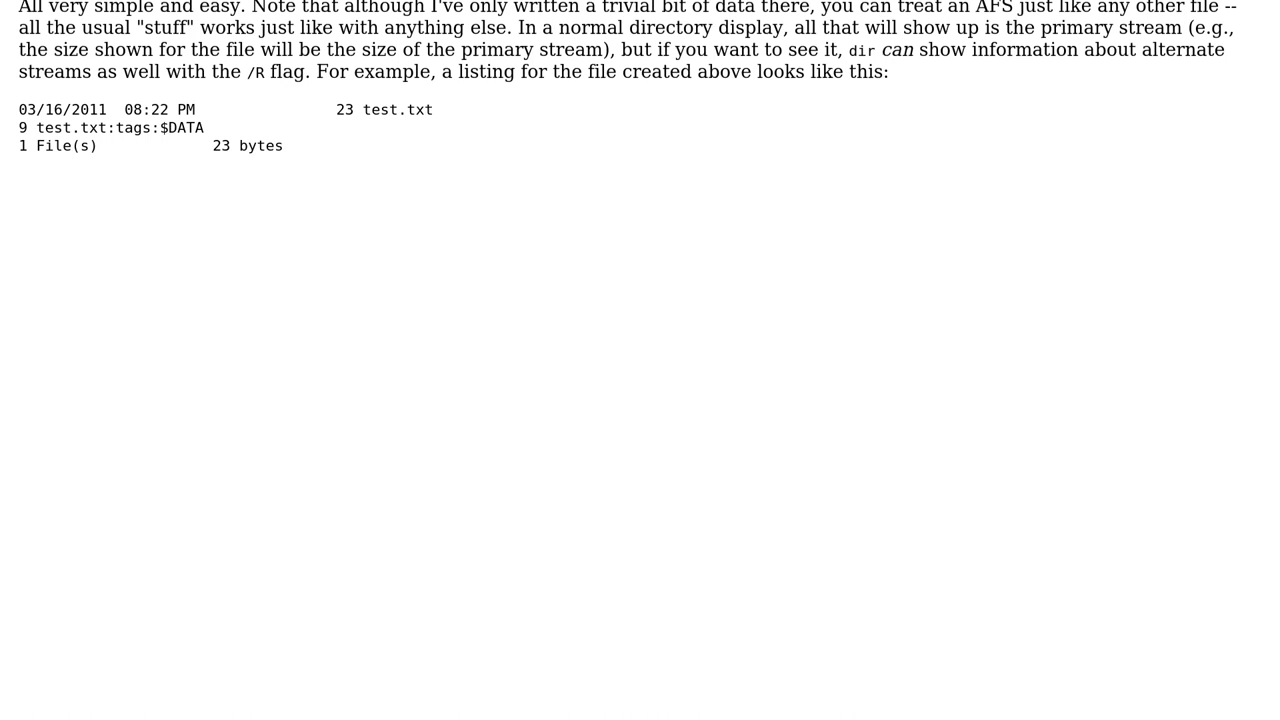 All very simple and easy. Note that although I've only written a trivial bit of data there, you can treat an AFS just like any other file --
all the usual "stuff" works just like with anything else. In a normal directory display, all that will show up is the primary stream (e.g.,
the size shown for the file will be the size of the primary stream), but if you want to see it, dir can show information about alternate
streams as well with the /R flag. For example, a listing for the file created above looks like this:
03/16/2011  08:22 PM                23 test.txt
9 test.txt:tags:$DATA
1 File(s)             23 bytes